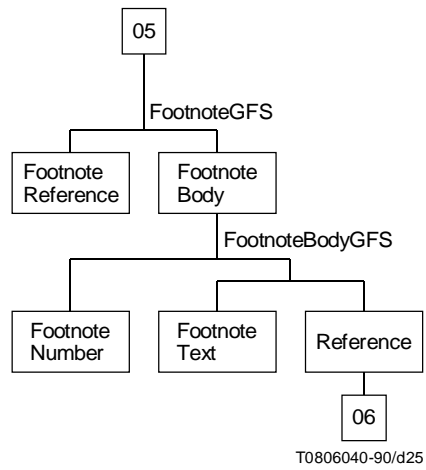 05
FootnoteGFS
Footnote
Reference
Footnote
Body
FootnoteBodyGFS
Footnote
Number
Footnote
Text
Reference
06
T0806040-90/d25